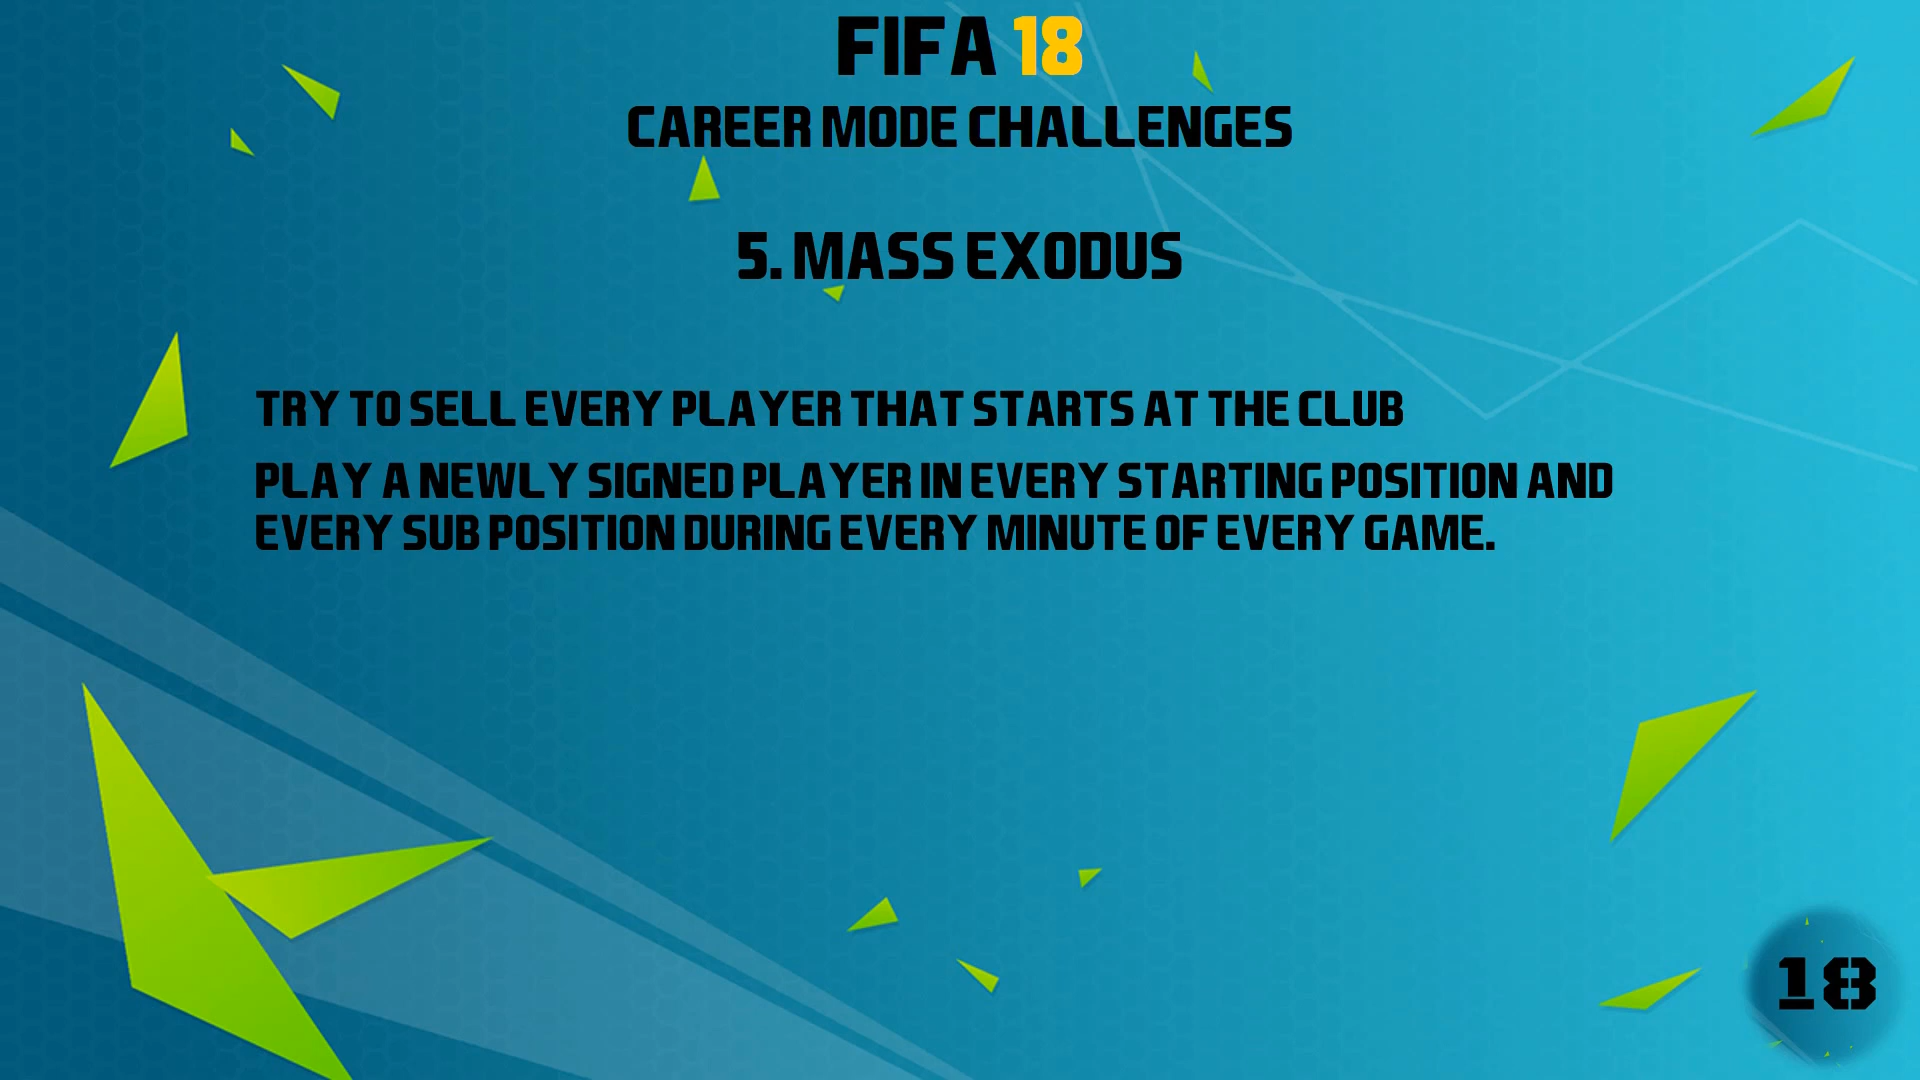 FIFA 18
CAREER MODE CHALLENGES
5. MASS EXODUS
TRY TO SELL EVERY PLAYER THAT STARTS AT THE CLUB
PLAY A NEWLY SIGNED PLAYER IN EVERY STARTING POSITION AND
EVERY SUB POSITION DURING EVERY MINUTE OF EVERY GAME.
18